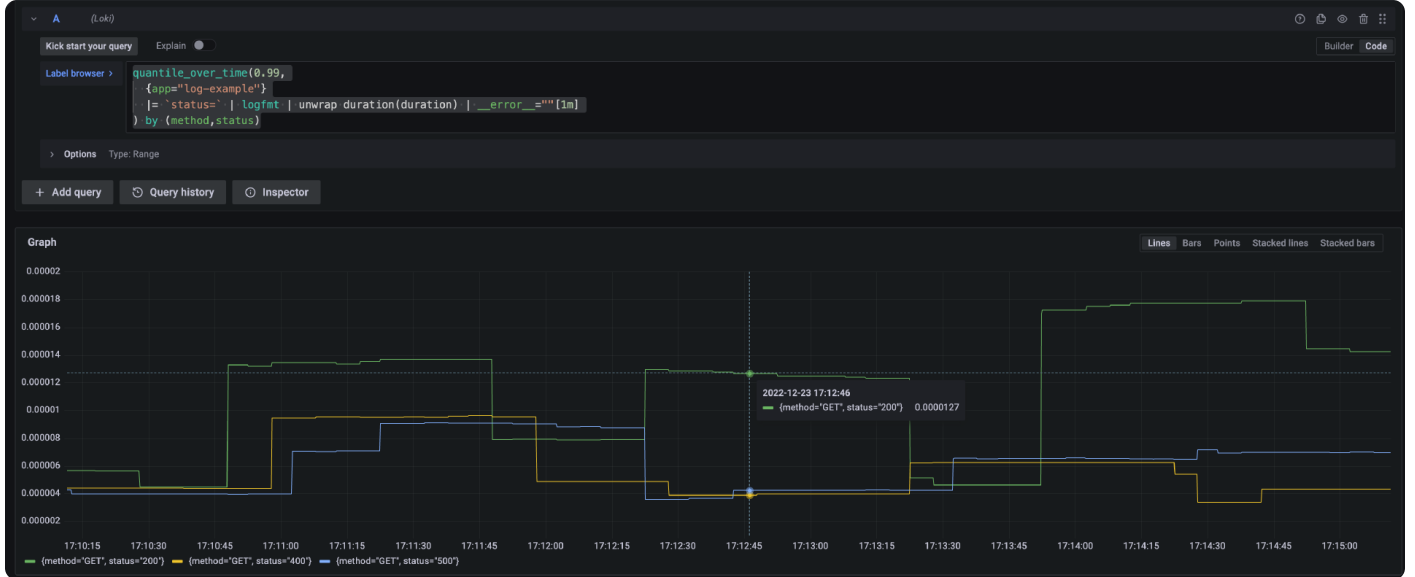 A (Loki)
Kick start your query Explain Builder Code
Label browser >
quantile_over_time(0.99,
{app="log-example"}
|= `status=` | logfmt | unwrap duration(duration) | __error__=""[1m]
) by (method,status)
> Options Type: Range
+ Add query Query history Inspector
Graph Lines Bars Points Stacked lines Stacked bars
0.00002
0.000018
0.000016
0.000014
0.000012
0.00001
0.000008
0.000006
0.000004
0.000002
2022-12-23 17:12:46
{method="GET", status="200"} 0.0000127
17:10:15 17:10:30 17:10:45 17:11:00 17:11:15 17:11:30 17:11:45 17:12:00 17:12:15 17:12:30 17:12:45 17:13:00 17:13:15 17:13:30 17:13:45 17:14:00 17:14:15 17:14:30 17:14:45 17:15:00
{method="GET", status="200"} {method="GET", status="400"} {method="GET", status="500"}